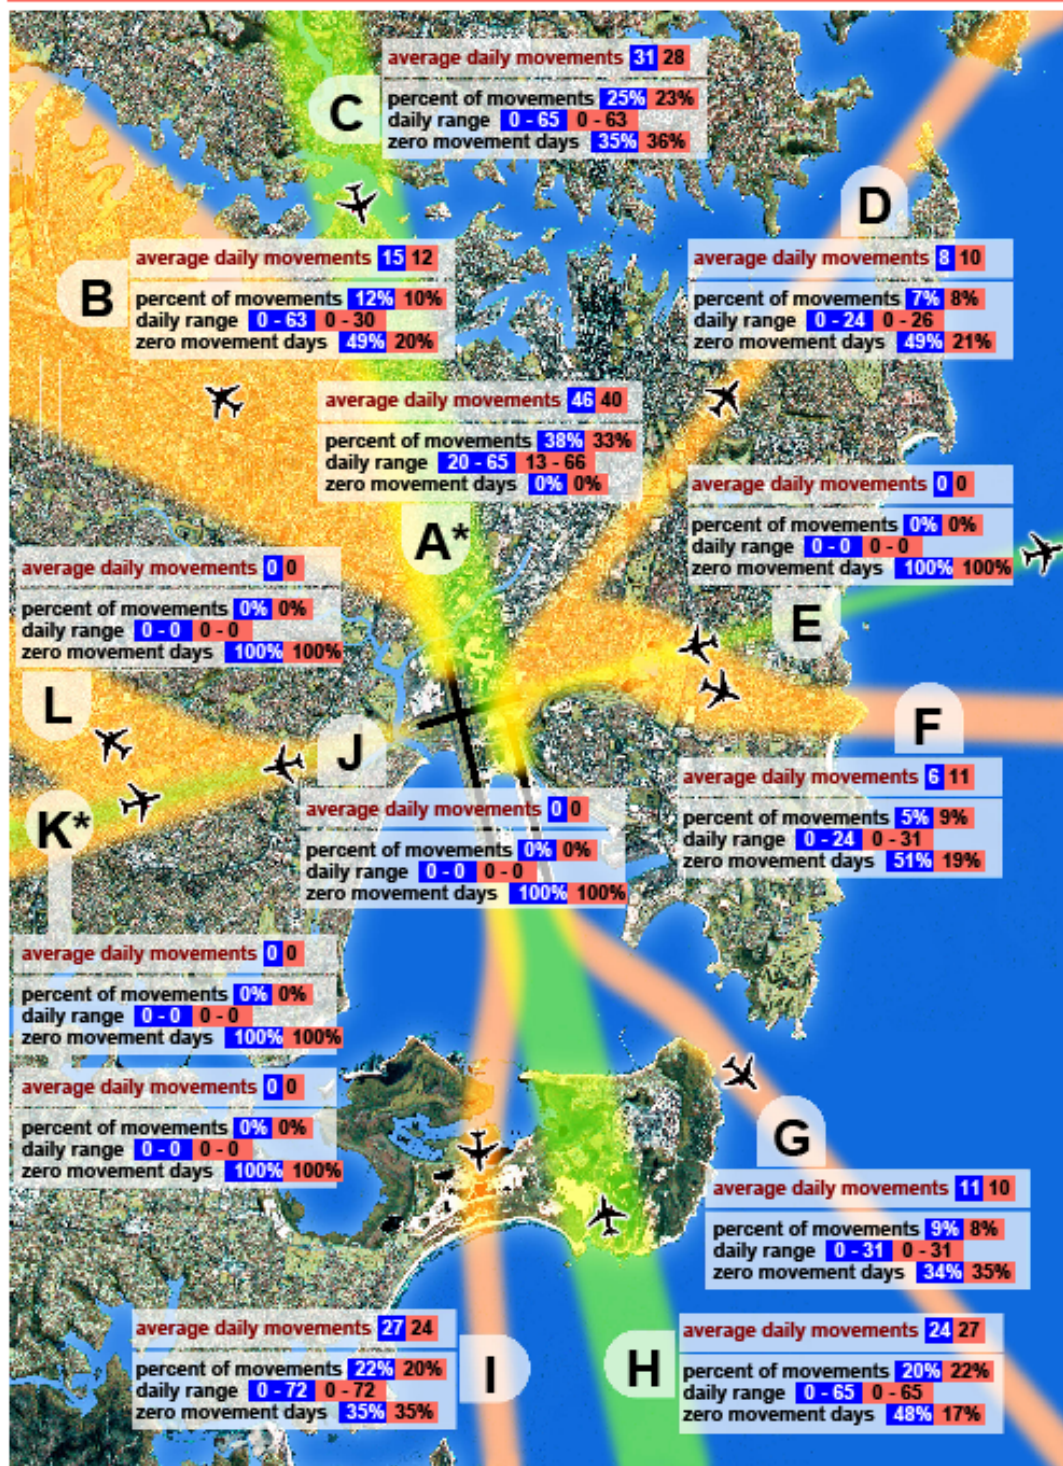 C
average daily movements 31 28
percent of movements 25% 23%
daily range 0 - 65 0 - 63
zero movement days 35% 36%
D
B
average daily movements 15 12
percent of movements 12% 10%
daily range 0 - 63 0 - 30
zero movement days 49% 20%
average daily movements 8 10
percent of movements 7% 8%
daily range 0 - 24 0 - 26
zero movement days 49% 21%
average daily movements 46 40
percent of movements 38% 33%
daily range 20 - 65 13 - 66
zero movement days 0% 0%
A*
average daily movements 0 0
percent of movements 0% 0%
daily range 0 - 0 0 - 0
zero movement days 100% 100%
E
average daily movements 0 0
percent of movements 0% 0%
daily range 0 - 0 0 - 0
zero movement days 100% 100%
L
F
average daily movements 6 11
percent of movements 5% 9%
daily range 0 - 24 0 - 31
zero movement days 51% 19%
J
average daily movements 0 0
percent of movements 0% 0%
daily range 0 - 0 0 - 0
zero movement days 100% 100%
K*
average daily movements 0 0
percent of movements 0% 0%
daily range 0 - 0 0 - 0
zero movement days 100% 100%
average daily movements 0 0
percent of movements 0% 0%
daily range 0 - 0 0 - 0
zero movement days 100% 100%
G
average daily movements 11 10
percent of movements 9% 8%
daily range 0 - 31 0 - 31
zero movement days 34% 35%
average daily movements 27 24
percent of movements 22% 20%
daily range 0 - 72 0 - 72
zero movement days 35% 35%
I
H
average daily movements 24 27
percent of movements 20% 22%
daily range 0 - 65 0 - 65
zero movement days 48% 17%